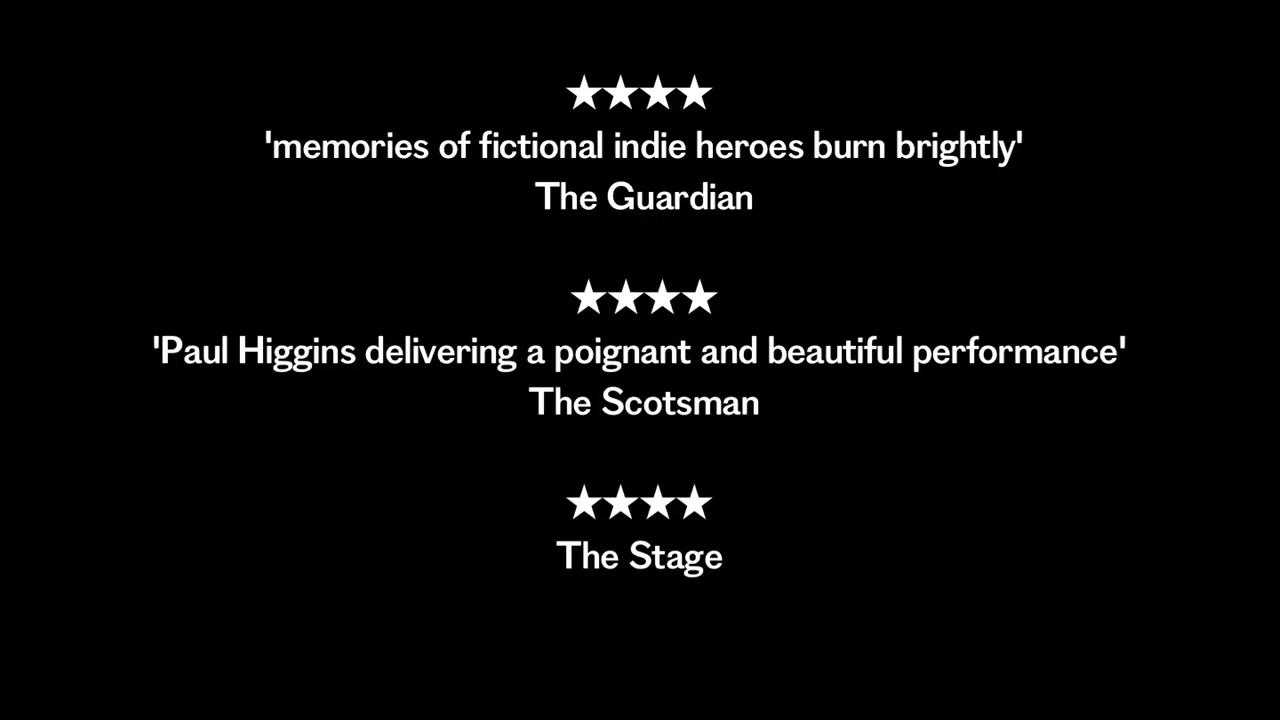 ★★★★
'memories of fictional indie heroes burn brightly'
The Guardian
★★★★
'Paul Higgins delivering a poignant and beautiful performance'
The Scotsman
★★★★
The Stage